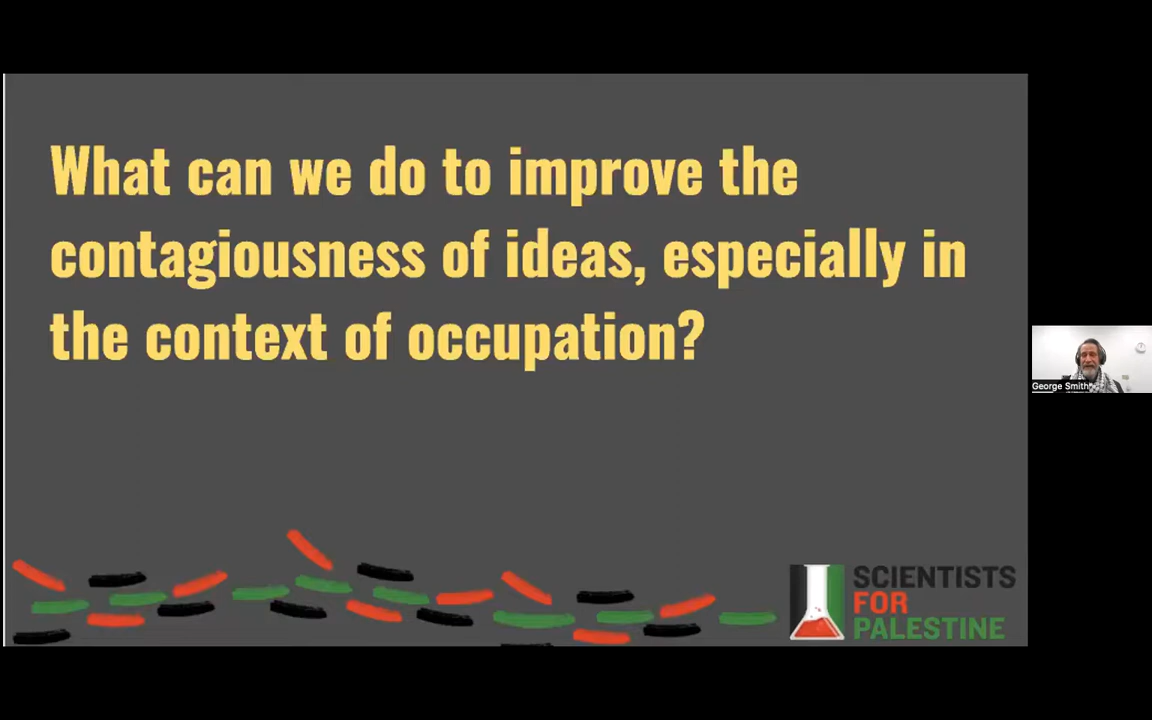 What can we do to improve the
contagiousness of ideas, especially in
the context of occupation?
George Smith
SCIENTISTS
FOR
PALESTINE